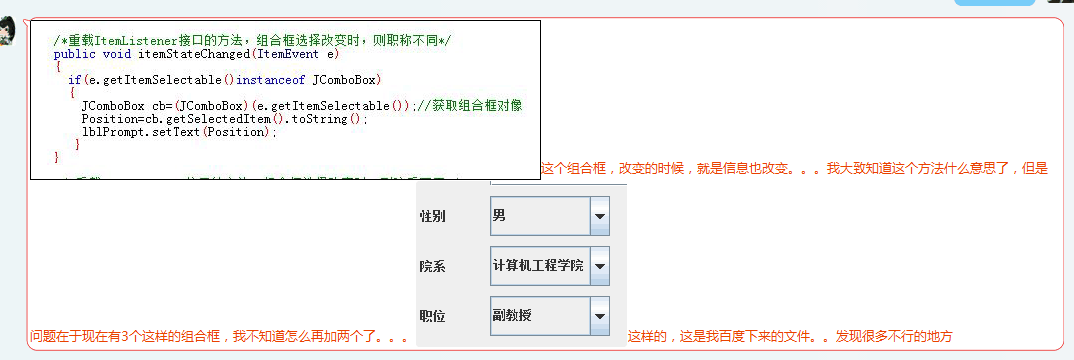 /*重载ItemListener接口的方法，组合框选择改变时，则职称不同*/
public void itemStateChanged(ItemEvent e)
{
if(e.getItemSelectable()instanceof JComboBox)
{
JComboBox cb=(JComboBox)(e.getItemSelectable());//获取组合框对像
Position=cb.getSelectedItem().toString();
lblPrompt.setText(Position);
}
}
这个组合框，改变的时候，就是信息也改变。。。我大致知道这个方法什么意思了，但是
性别 男
院系 计算机工程学院
职位 副教授
问题在于现在有3个这样的组合框，我不知道怎么再加两个了。。。 这样的，这是我百度下来的文件。。发现很多不行的地方